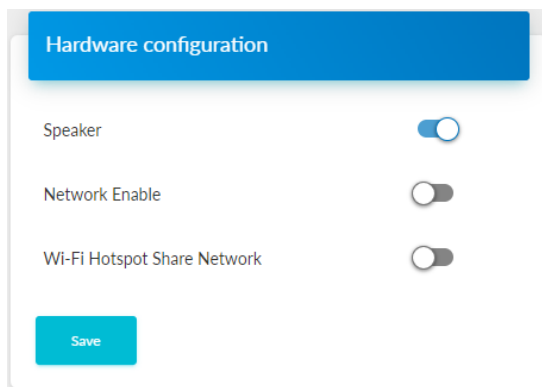 Hardware configuration
Speaker
Network Enable
Wi-Fi Hotspot Share Network
Save